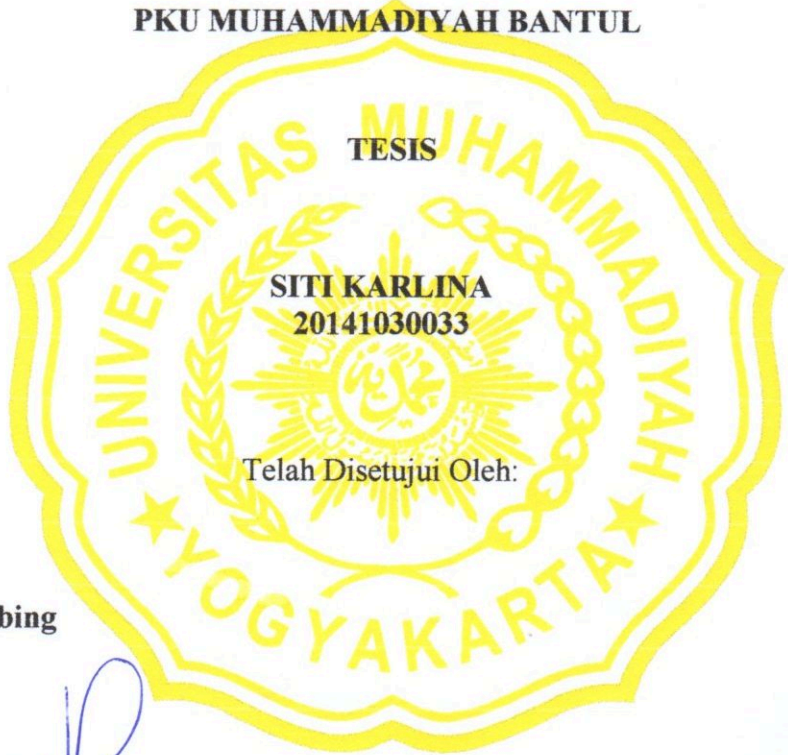 PKU MUHAMMADIYAH BANTUL
TESIS
SITI KARLINA
20141030033
Telah Disetujui Oleh:
bing
UNIVERSITAS MUHAMMADIYAH
YOGYAKARTA